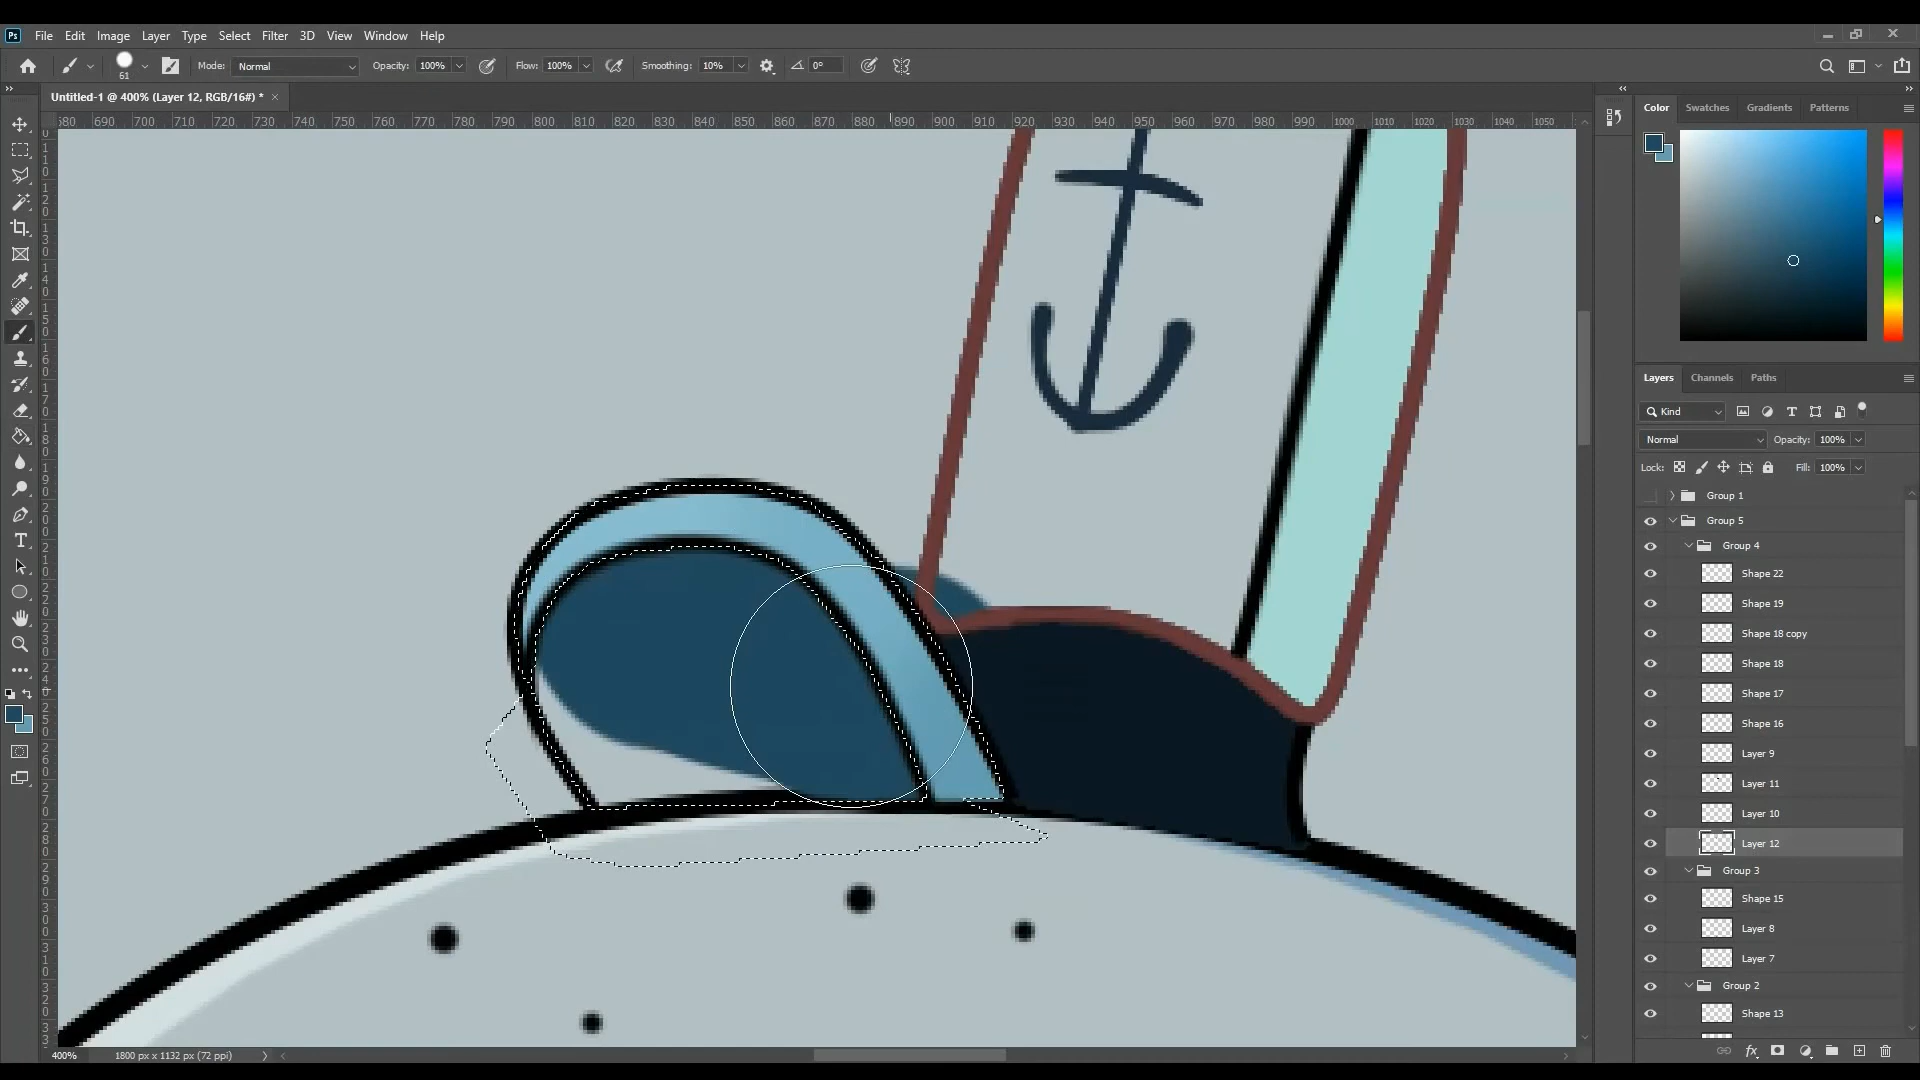 Ps File Edit Image Layer Type Select Filter 3D View Window Help
61 Mode: Normal Opacity: 100% Flow: 100% Smoothing: 10% 0°
Untitled-1 @ 400% (Layer 12, RGB/16#) * ×
680 690 700 710 720 730 740 750 760 770 780 790 800 810 820 830 840 850 860 870 880 890 900 910 920 930 940 950 960 970 980 990 1000 1010 1020 1030 1040 1050
Color Swatches Gradients Patterns
Layers Channels Paths
Kind
Normal Opacity: 100%
Lock: Fill: 100%
Group 1
Group 5
Group 4
Shape 22
Shape 19
Shape 18 copy
Shape 18
Shape 17
Shape 16
Layer 9
Layer 11
Layer 10
Layer 12
Group 3
Shape 15
Layer 8
Layer 7
Group 2
Shape 13
400% 1800 px x 1132 px (72 ppi)